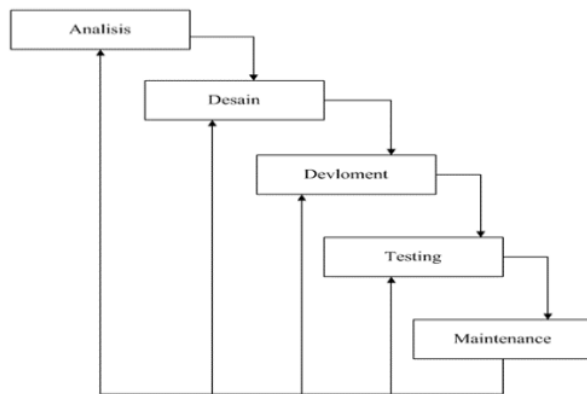 Analisis
Desain
Devloment
Testing
Maintenance